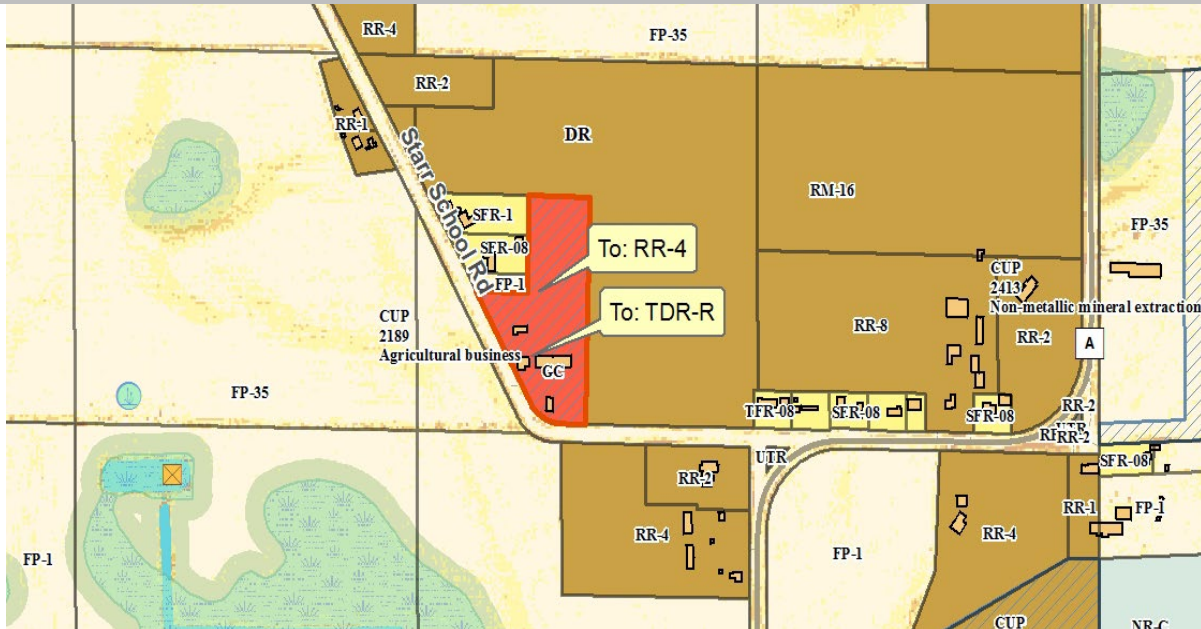 RR-4
FP-35
RR-2
RR-1
DR
Starr School Rd
RM-16
SFR-1
FP-35
SFR-08
To: RR-4
FP-1
CUP
2413
Non-metallic mineral extraction
To: TDR-R
CUP
2189
Agricultural business
RR-8
RR-2
A
GC
FP-35
TFR-08
SFR-08
SFR-08
RR-2
RR-2
UTR
SFR-08
RR-2
RR-1
FP-1
RR-4
RR-4
FP-1
FP-1
CUP
NR-C